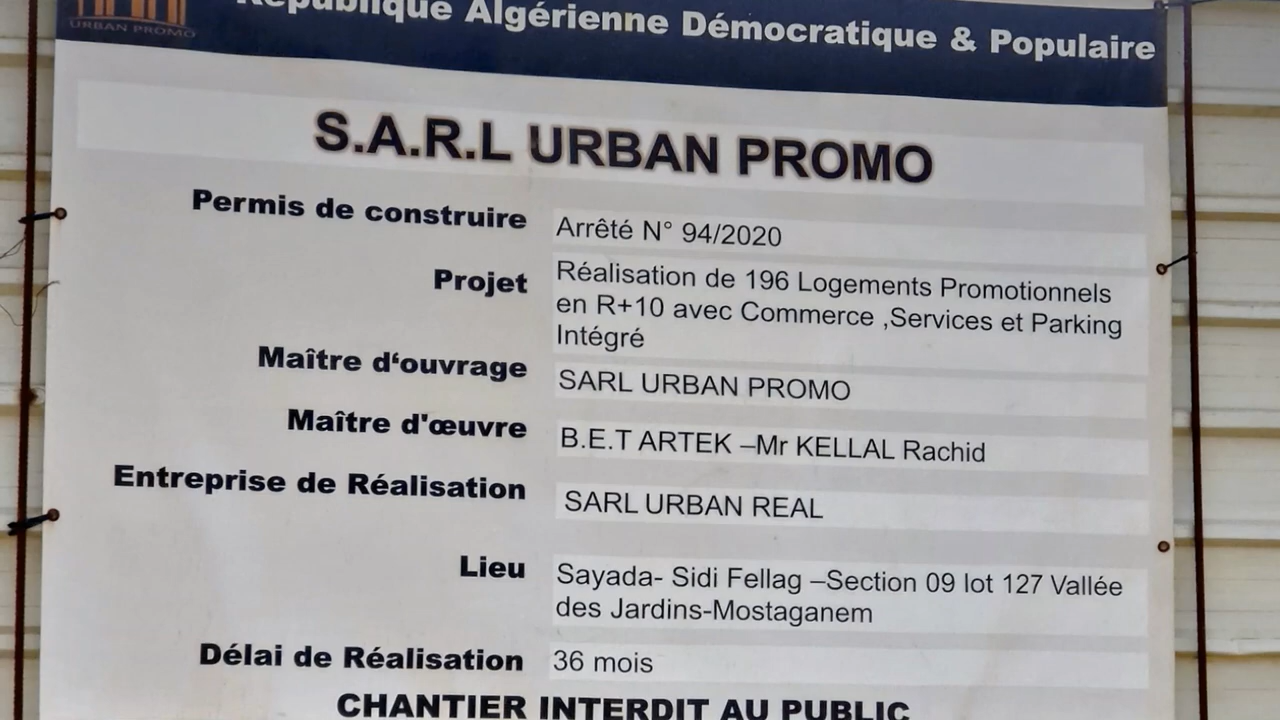 URBAN PROMO
République Algérienne Démocratique & Populaire
S.A.R.L URBAN PROMO
Permis de construire Arrêté N° 94/2020
Projet Réalisation de 196 Logements Promotionnels
en R+10 avec Commerce ,Services et Parking
Intégré
Maître d‘ouvrage SARL URBAN PROMO
Maître d'œuvre B.E.T ARTEK –Mr KELLAL Rachid
Entreprise de Réalisation SARL URBAN REAL
Lieu Sayada- Sidi Fellag –Section 09 lot 127 Vallée
des Jardins-Mostaganem
Délai de Réalisation 36 mois
CHANTIER INTERDIT AU PUBLIC